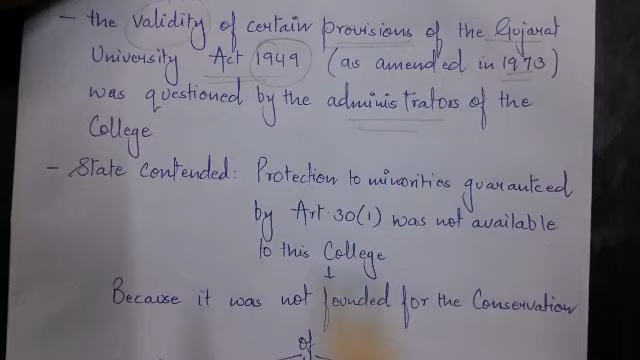 - the validity of certain provisions of the Gujarat
University Act 1949 (as amended in 1973)
was questioned by the administrators of the
College
- State contended: Protection to minorities guaranteed
by Art. 30(1) was not available
to this College
Because it was not founded for the Conservation
of